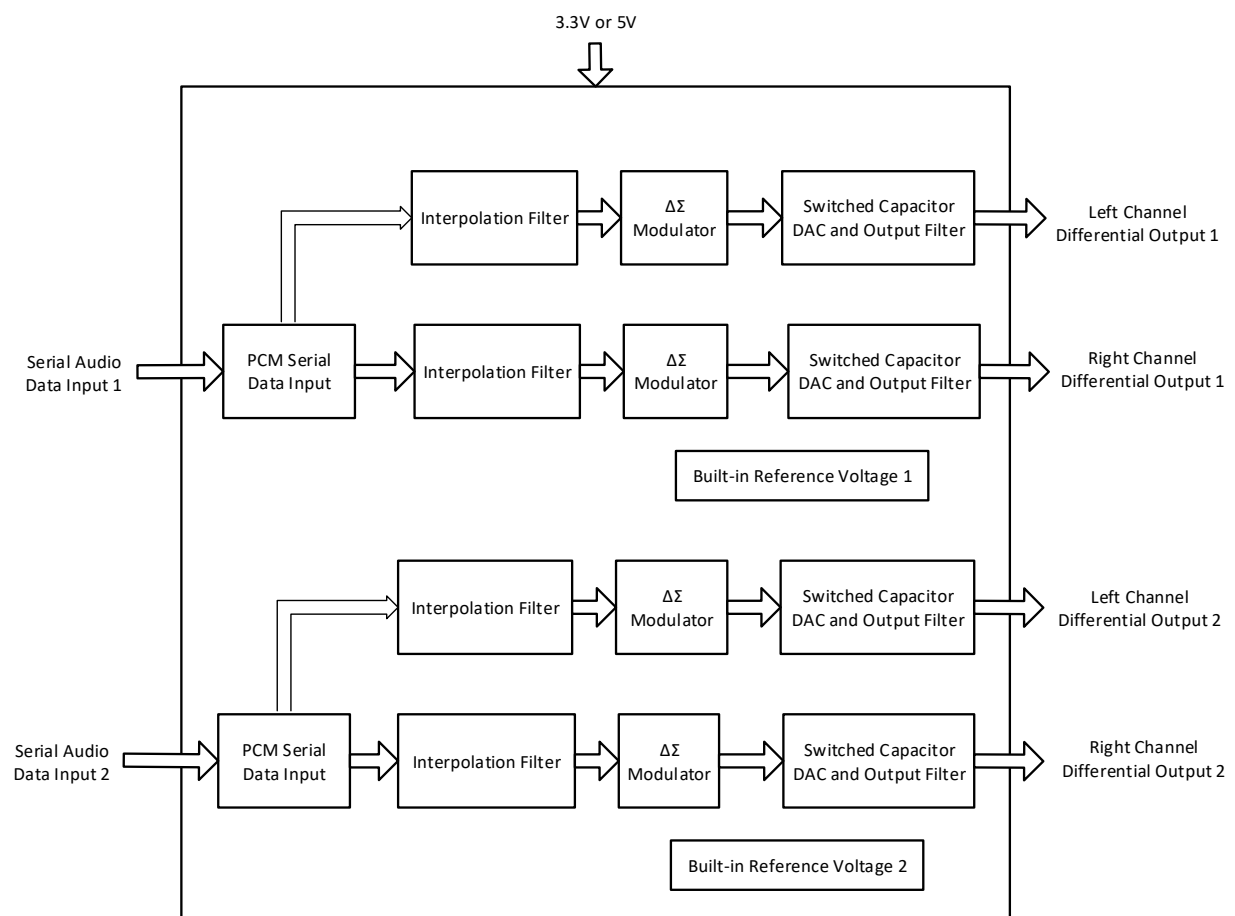 3.3V or 5V
Interpolation Filter
ΔΣ
Modulator
Switched Capacitor
DAC and Output Filter
Left Channel
Differential Output 1
Serial Audio
Data Input 1
PCM Serial
Data Input
Interpolation Filter
ΔΣ
Modulator
Switched Capacitor
DAC and Output Filter
Right Channel
Differential Output 1
Built-in Reference Voltage 1
Interpolation Filter
ΔΣ
Modulator
Switched Capacitor
DAC and Output Filter
Left Channel
Differential Output 2
Serial Audio
Data Input 2
PCM Serial
Data Input
Interpolation Filter
ΔΣ
Modulator
Switched Capacitor
DAC and Output Filter
Right Channel
Differential Output 2
Built-in Reference Voltage 2